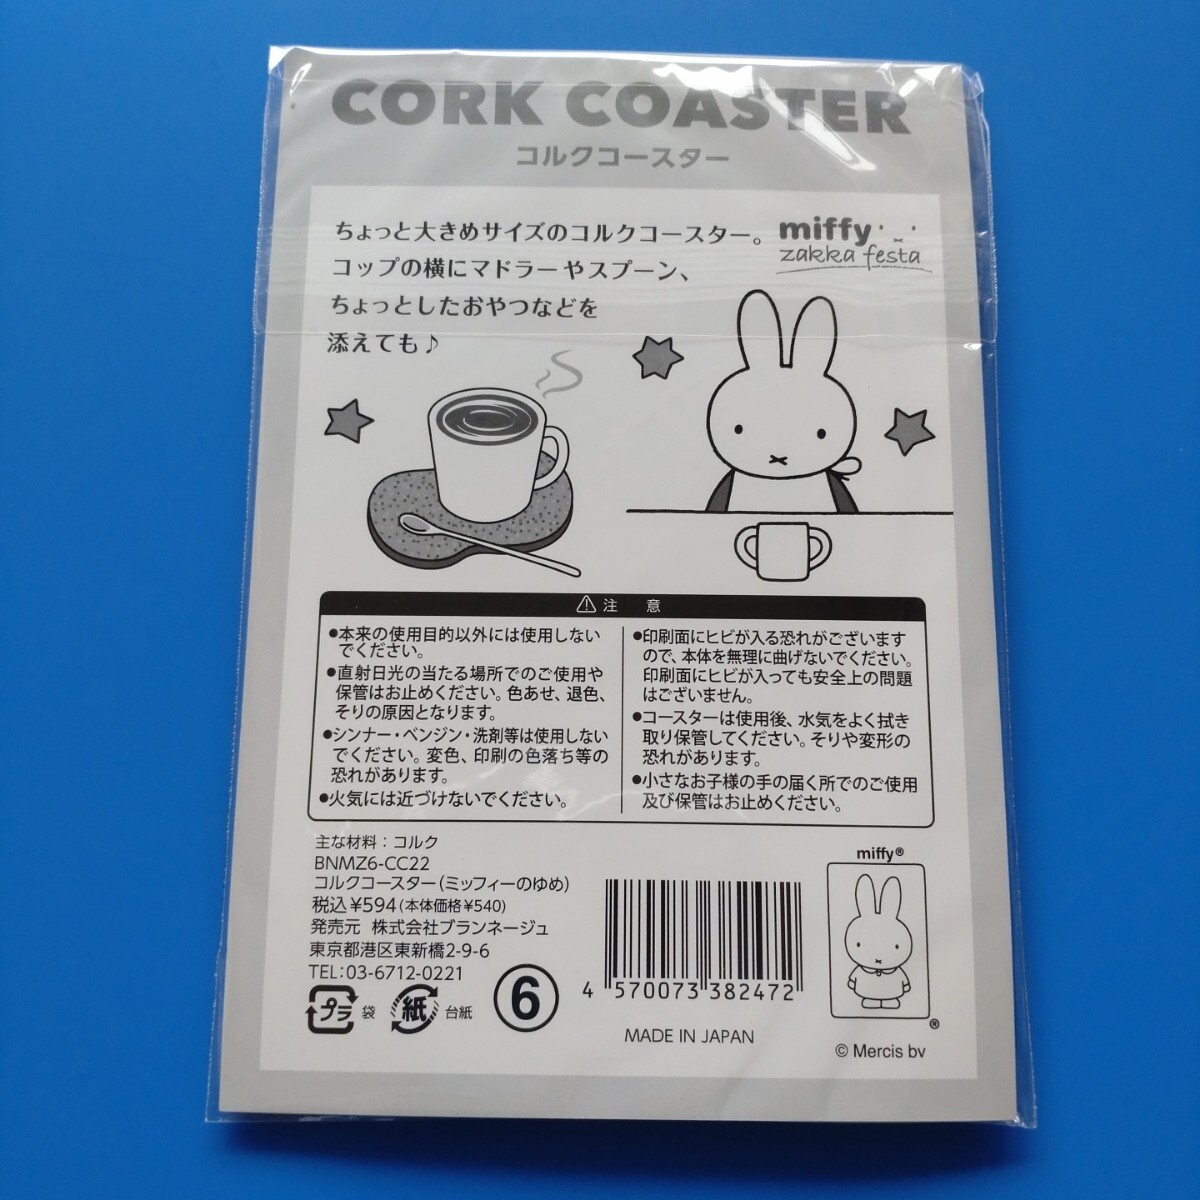 CORK COASTER
コルクコースター
ちょっと大きめサイズのコルクコースター。
コップの横にマドラーやスプーン、
ちょっとしたおやつなどを
添えても♪
miffy
zakka festa
⚠注 意
●本来の使用目的以外には使用しない
でください。
●直射日光の当たる場所でのご使用や
保管はお止めください。色あせ、退色、
そりの原因となります。
●シンナー・ベンジン・洗剤等は使用しない
でください。変色、印刷の色落ち等の
恐れがあります。
●火気には近づけないでください。
●印刷面にヒビが入る恐れがございます
ので、本体を無理に曲げないでください。
印刷面にヒビが入っても安全上の問題
はございません。
●コースターは使用後、水気をよく拭き
取り保管してください。そりや変形の
恐れがあります。
●小さなお子様の手の届く所でのご使用
及び保管はお止めください。
主な材料：コルク
BNMZ6-CC22
コルクコースター(ミッフィーのゆめ)
税込¥594(本体価格¥540)
発売元 株式会社ブランネージュ
東京都港区東新橋2-9-6
TEL:03-6712-0221
プラ 袋 紙 台紙
⑥
4 570073 382472
MADE IN JAPAN
miffy®
®
© Mercis bv